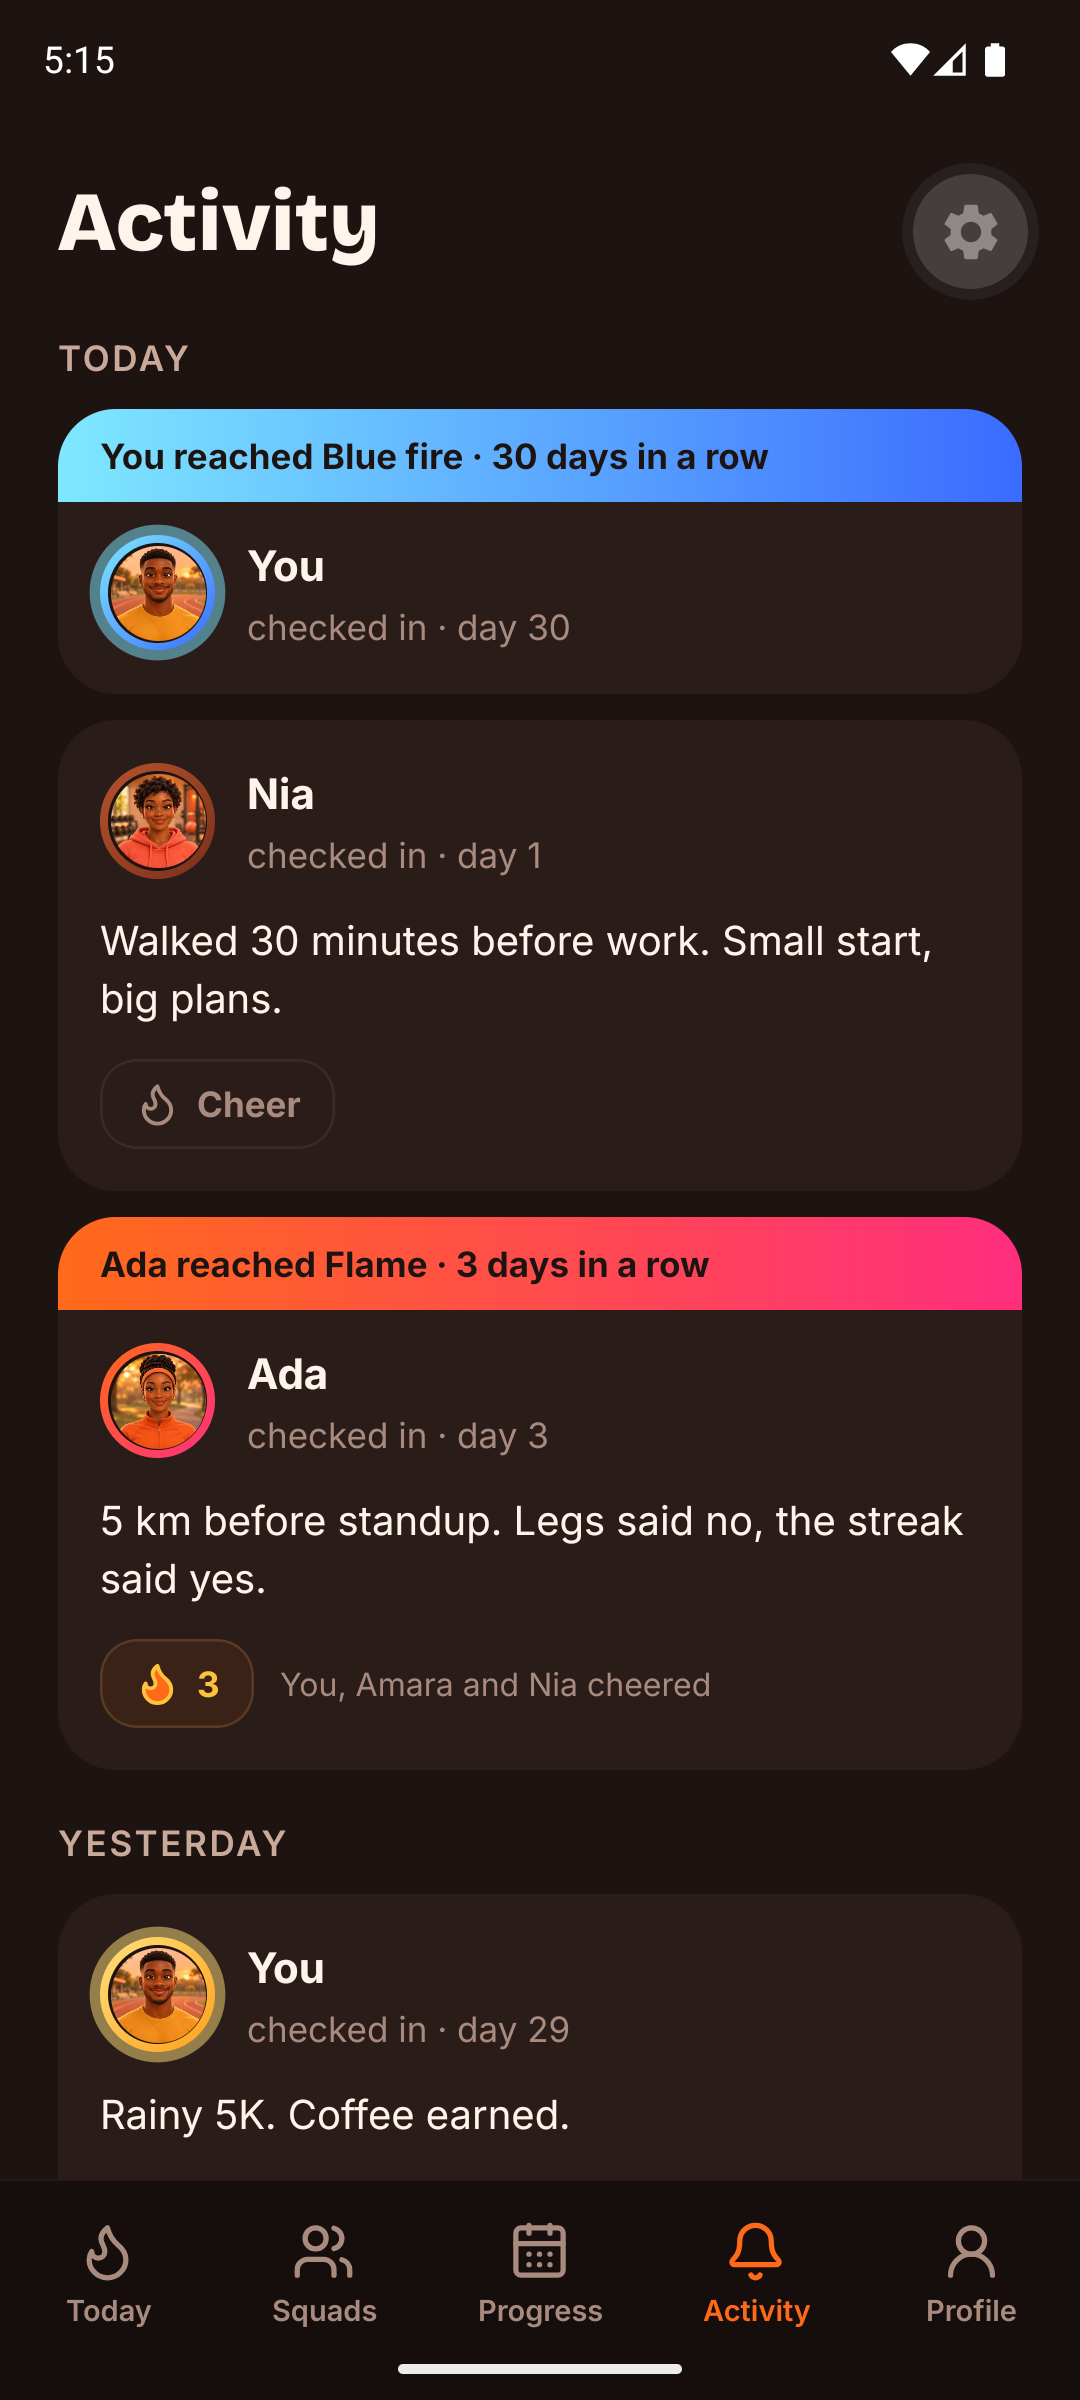 5:15
Activity
TODAY
You reached Blue fire · 30 days in a row
You
checked in · day 30
Nia
checked in · day 1
Walked 30 minutes before work. Small start,
big plans.
Cheer
Ada reached Flame · 3 days in a row
Ada
checked in · day 3
5 km before standup. Legs said no, the streak
said yes.
3 You, Amara and Nia cheered
YESTERDAY
You
checked in · day 29
Rainy 5K. Coffee earned.
Today Squads Progress Activity Profile